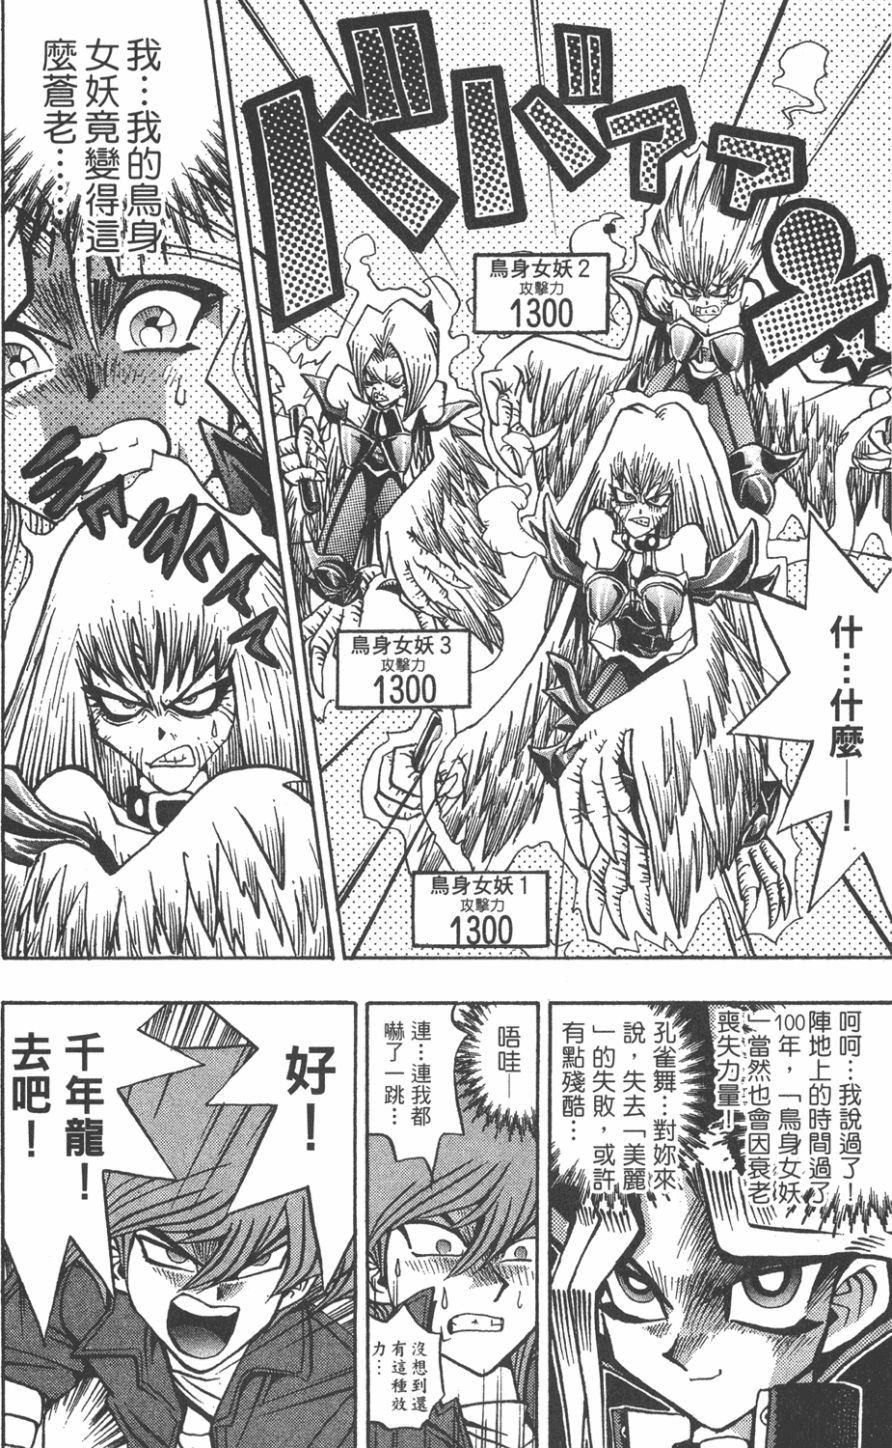 ババァァン
什…什麼—！
鳥身女妖2
攻擊力
1300
鳥身女妖3
攻擊力
1300
鳥身女妖1
攻擊力
1300
我…我的鳥身
女妖竟變得這
麼蒼老……
呵呵…我說過了！
陣地上的時間過了
100年，「鳥身女妖
」當然也會因衰老
喪失力量！
孔雀舞…對妳來
說，失去「美麗
」的失敗，或許
有點殘酷…
唔哇—
連…連我都
嚇了一跳…
沒想到還
有這種效
力…
好！
千年龍！
去吧！